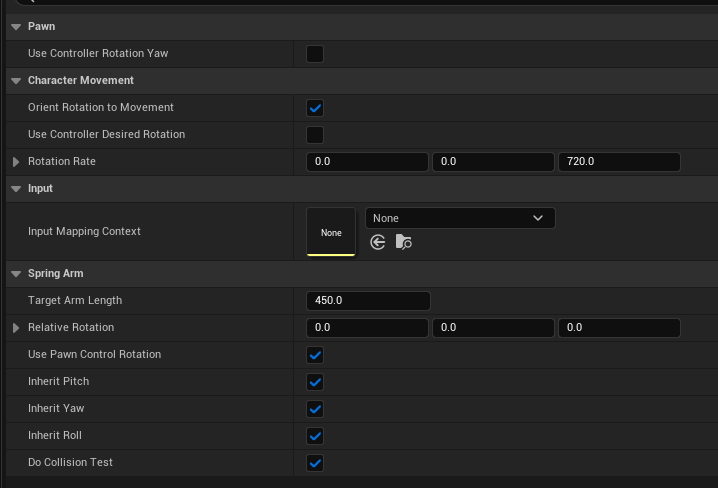 Pawn
Use Controller Rotation Yaw
Character Movement
Orient Rotation to Movement
Use Controller Desired Rotation
Rotation Rate 0.0 0.0 720.0
Input
Input Mapping Context None None
Spring Arm
Target Arm Length 450.0
Relative Rotation 0.0 0.0 0.0
Use Pawn Control Rotation
Inherit Pitch
Inherit Yaw
Inherit Roll
Do Collision Test